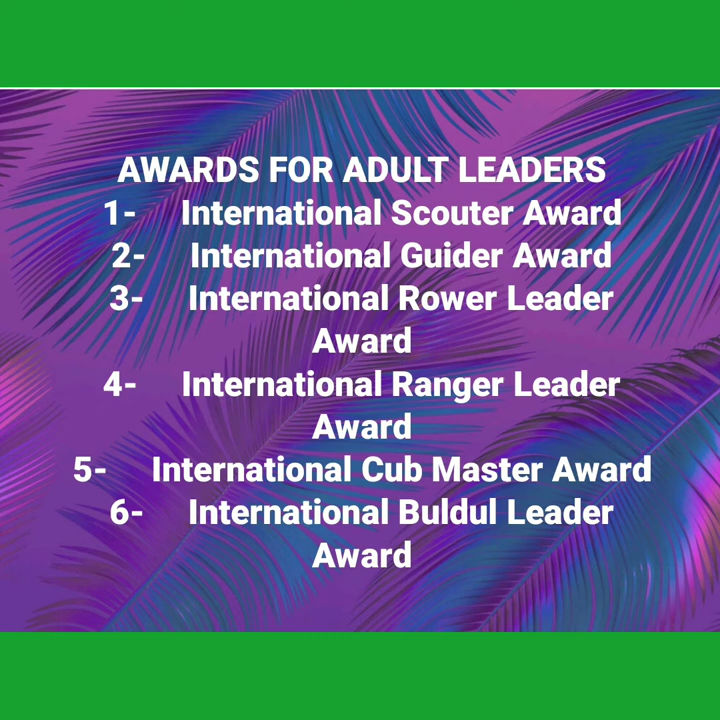 AWARDS FOR ADULT LEADERS
1- International Scouter Award
2- International Guider Award
3- International Rower Leader
Award
4- International Ranger Leader
Award
5- International Cub Master Award
6- International Buldul Leader
Award